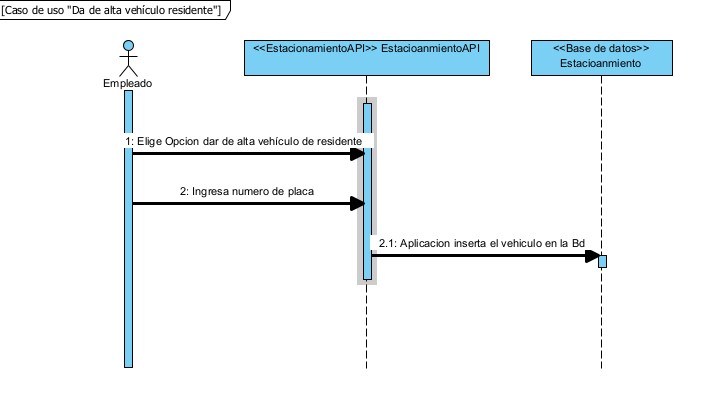 [Caso de uso "Da de alta vehículo residente"]
<<EstacionamientoAPI>> EstacioanmientoAPI
<<Base de datos>>
Estacioanmiento
Empleado
1: Elige Opcion dar de alta vehículo de residente
2: Ingresa numero de placa
2.1: Aplicacion inserta el vehiculo en la Bd